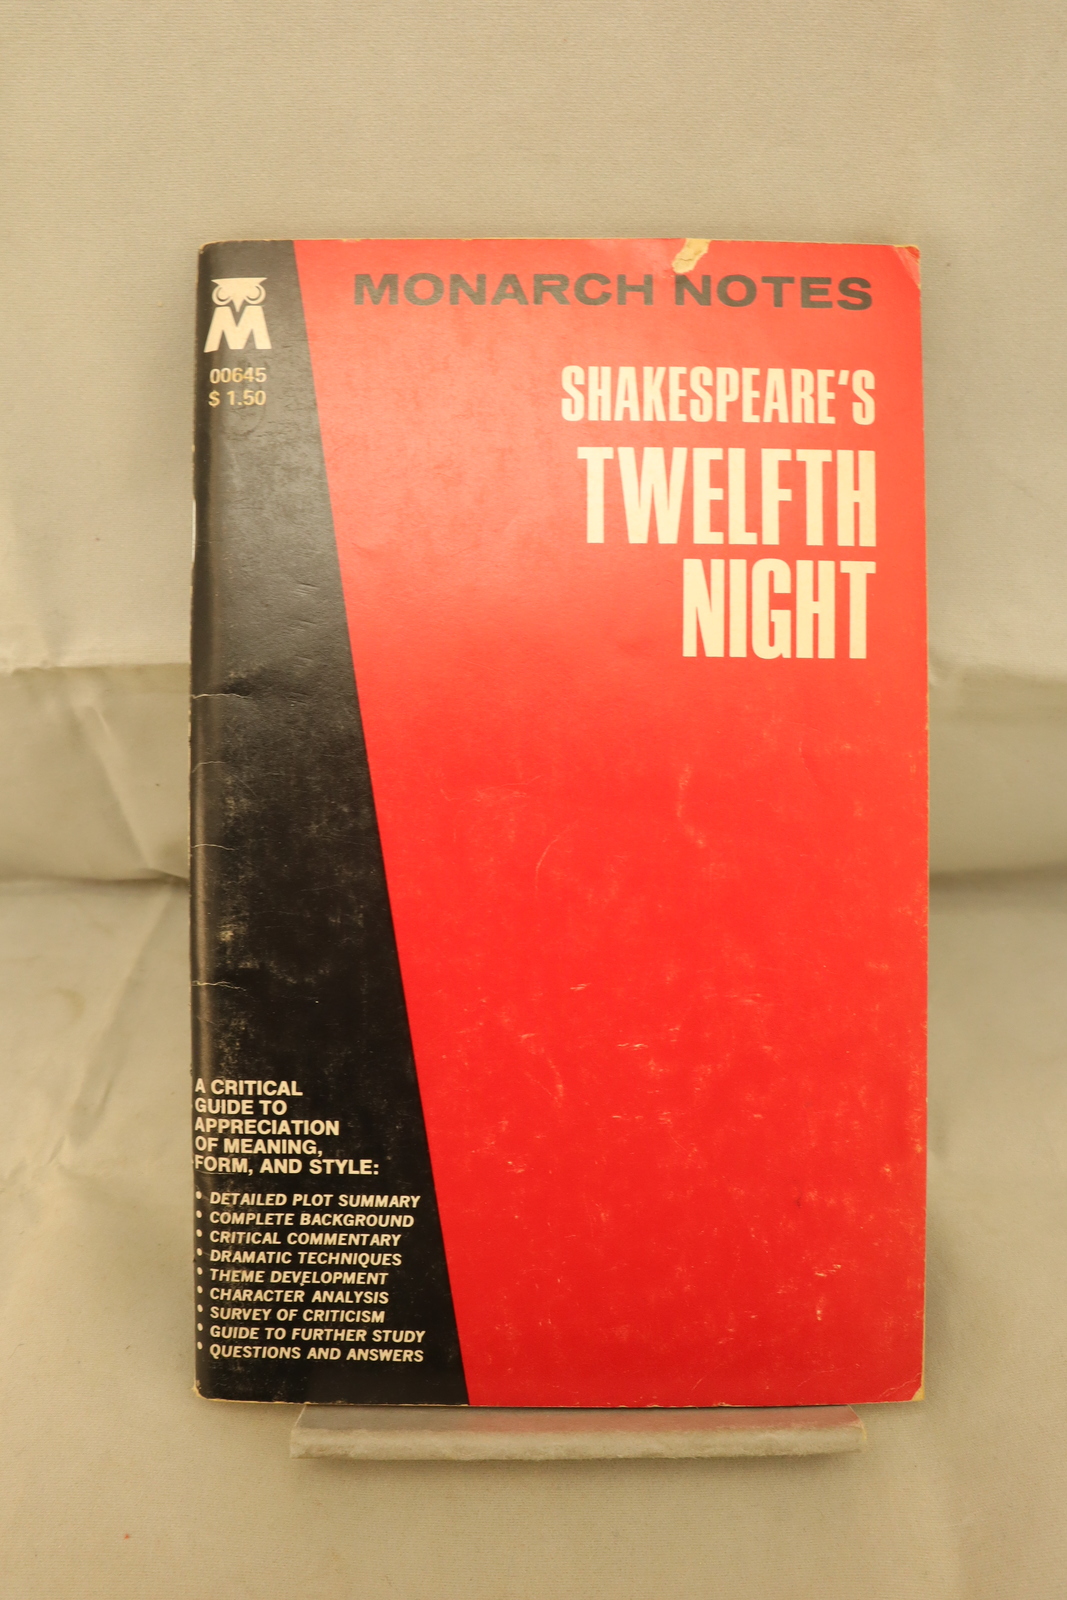 MONARCH NOTES
M
00645
$ 1.50
SHAKESPEARE'S
TWELFTH
NIGHT
A CRITICAL
GUIDE TO
APPRECIATION
OF MEANING,
FORM, AND STYLE:
• DETAILED PLOT SUMMARY
• COMPLETE BACKGROUND
• CRITICAL COMMENTARY
• DRAMATIC TECHNIQUES
• THEME DEVELOPMENT
• CHARACTER ANALYSIS
• SURVEY OF CRITICISM
• GUIDE TO FURTHER STUDY
• QUESTIONS AND ANSWERS